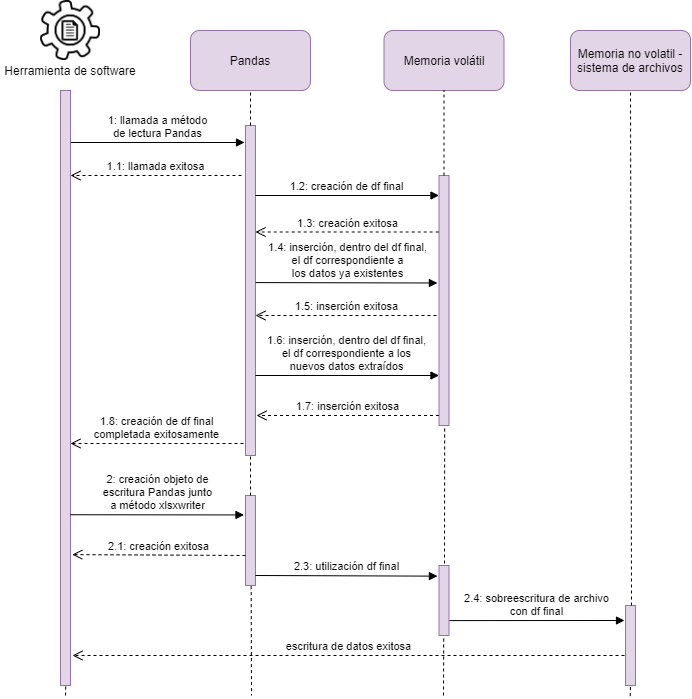 Herramienta de software
Pandas
Memoria volátil
Memoria no volatil -
sistema de archivos
1: llamada a método
de lectura Pandas
1.1: llamada exitosa
1.2: creación de df final
1.3: creación exitosa
1.4: inserción, dentro del df final,
el df correspondiente a
los datos ya existentes
1.5: inserción exitosa
1.6: inserción, dentro del df final,
el df correspondiente a los
nuevos datos extraídos
1.7: inserción exitosa
1.8: creación de df final
completada exitosamente
2: creación objeto de
escritura Pandas junto
a método xlsxwriter
2.1: creación exitosa
2.3: utilización df final
2.4: sobreescritura de archivo
con df final
escritura de datos exitosa